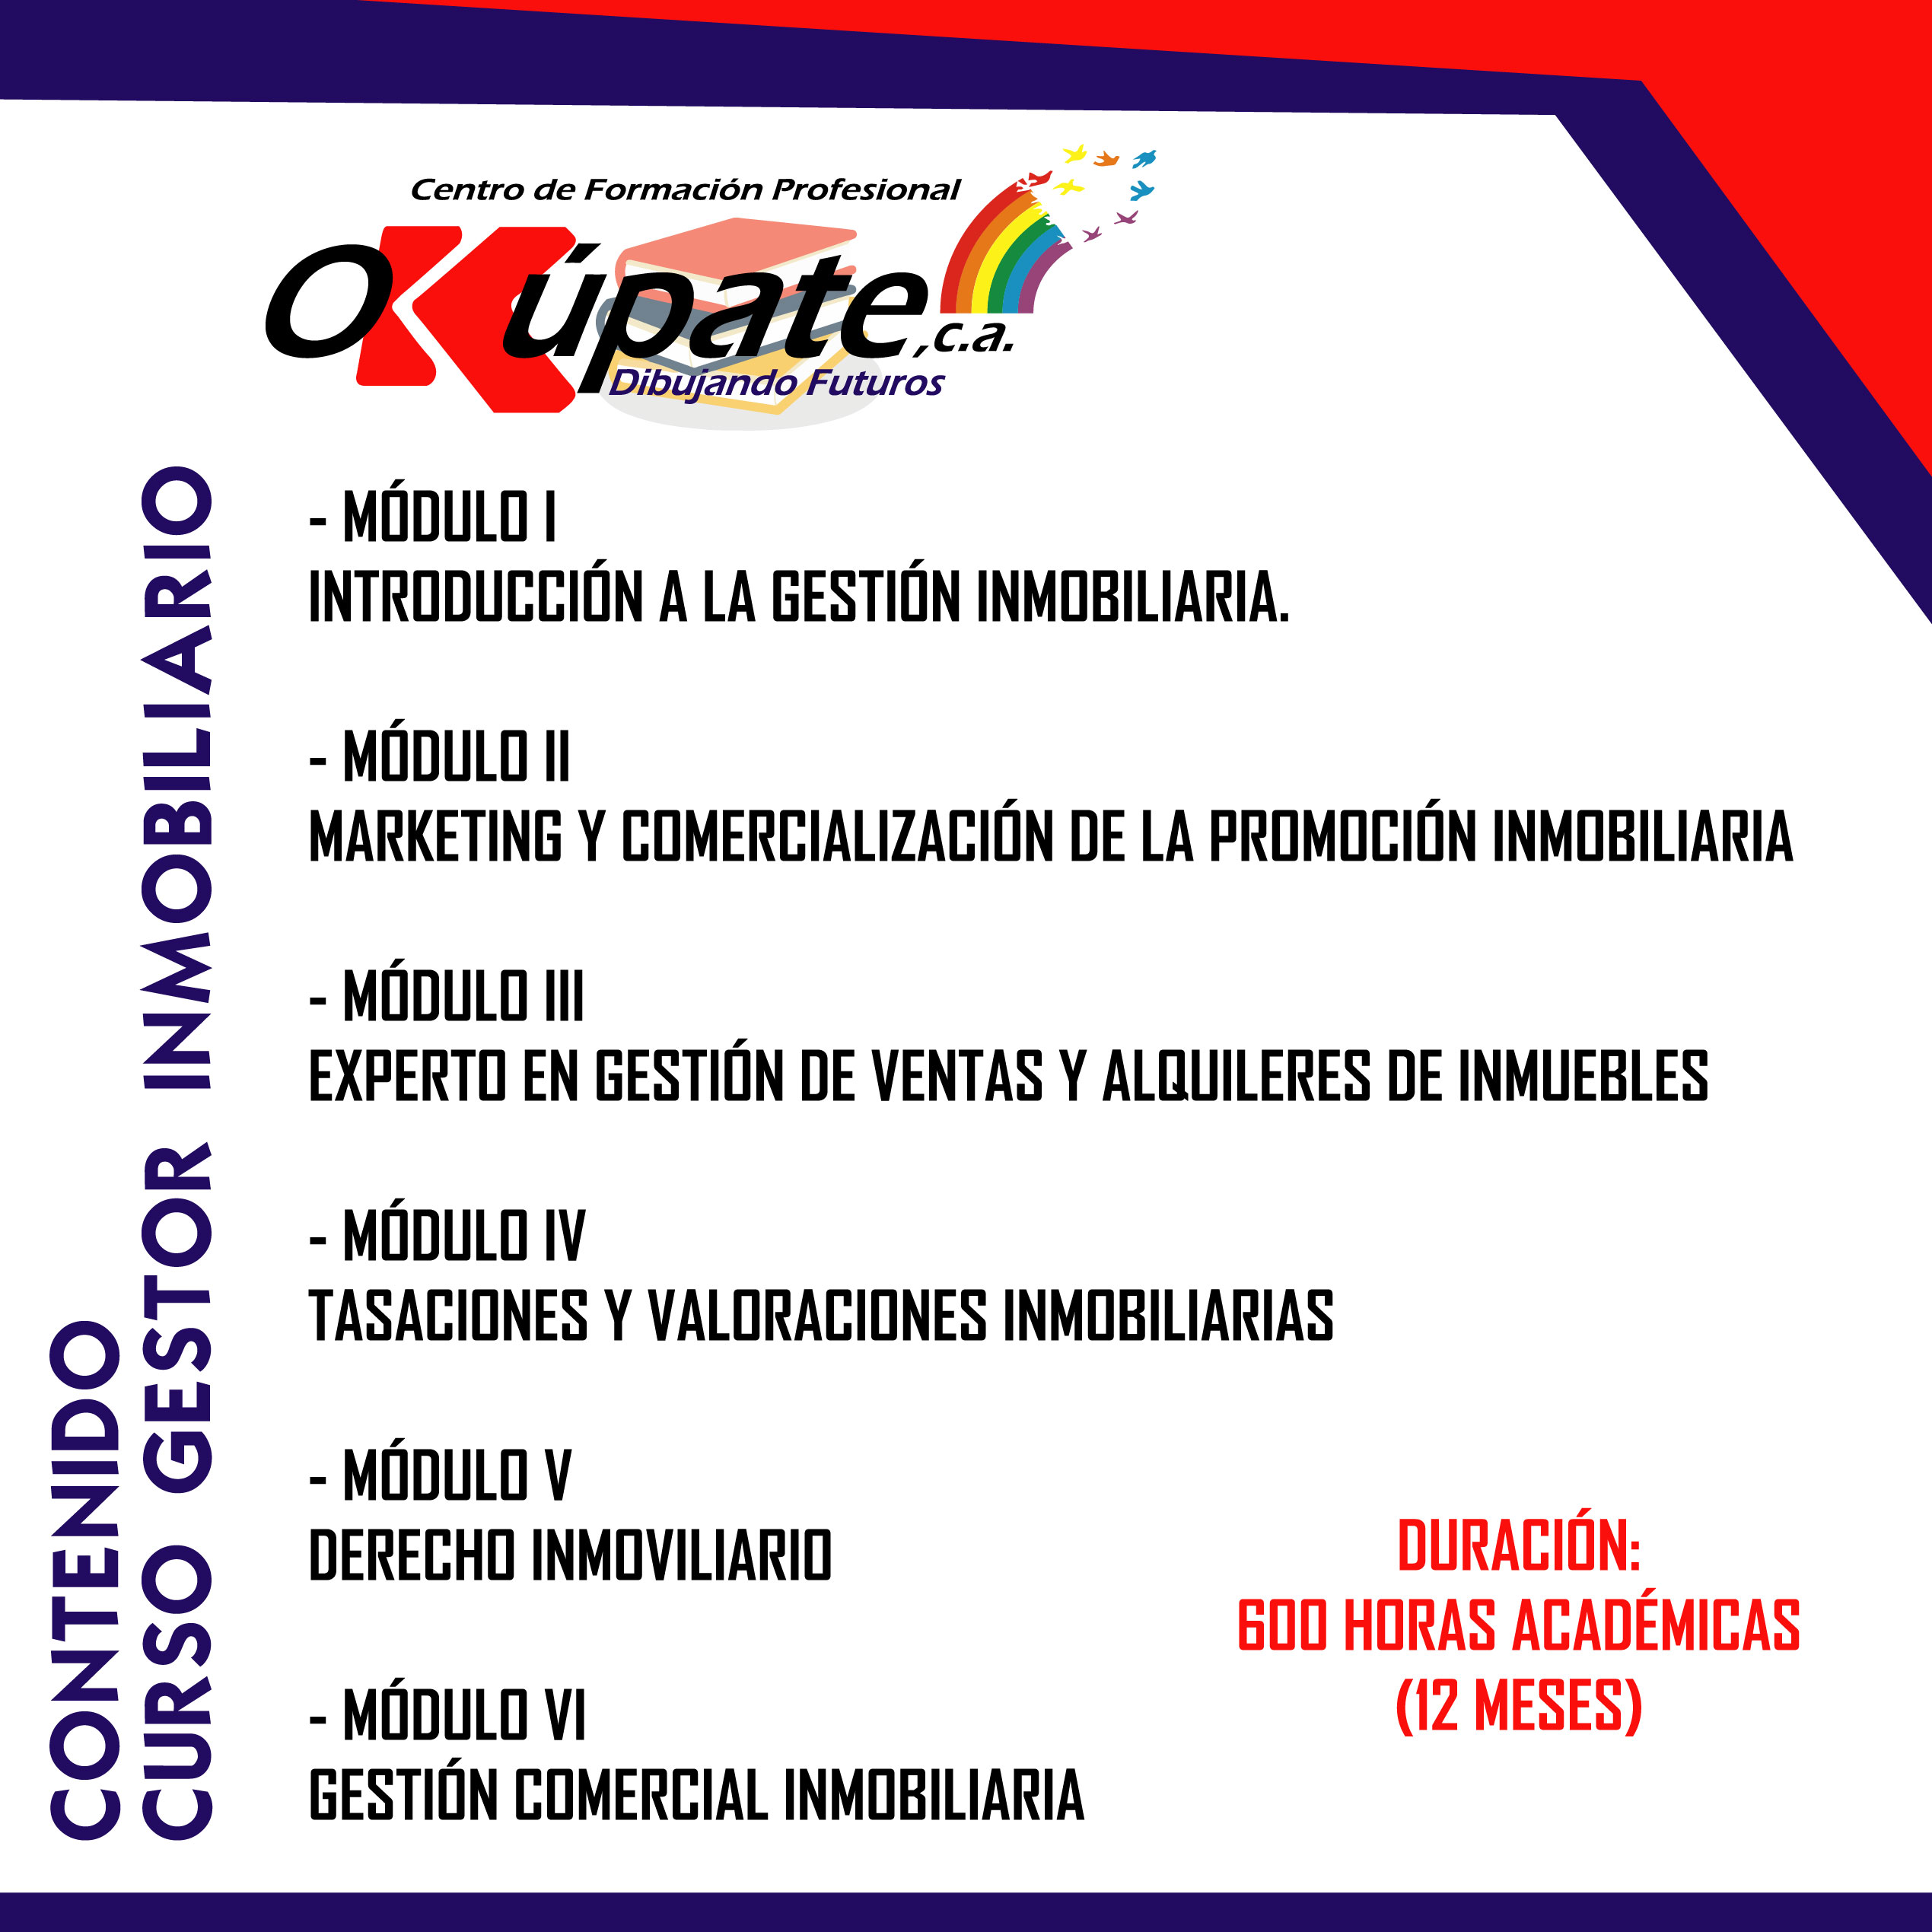 Centro de Formación Profesional
OKúpate,c.a.
Dibujando Futuros
CONTENIDO
CURSO GESTOR INMOBILIARIO
- MÓDULO I
INTRODUCCIÓN A LA GESTIÓN INMOBILIARIA.
- MÓDULO II
MARKETING Y COMERCIALIZACIÓN DE LA PROMOCIÓN INMOBILIARIA
- MÓDULO III
EXPERTO EN GESTIÓN DE VENTAS Y ALQUILERES DE INMUEBLES
- MÓDULO IV
TASACIONES Y VALORACIONES INMOBILIARIAS
- MÓDULO V
DERECHO INMOVILIARIO
- MÓDULO VI
GESTIÓN COMERCIAL INMOBILIARIA
DURACIÓN:
600 HORAS ACADÉMICAS
(12 MESES)